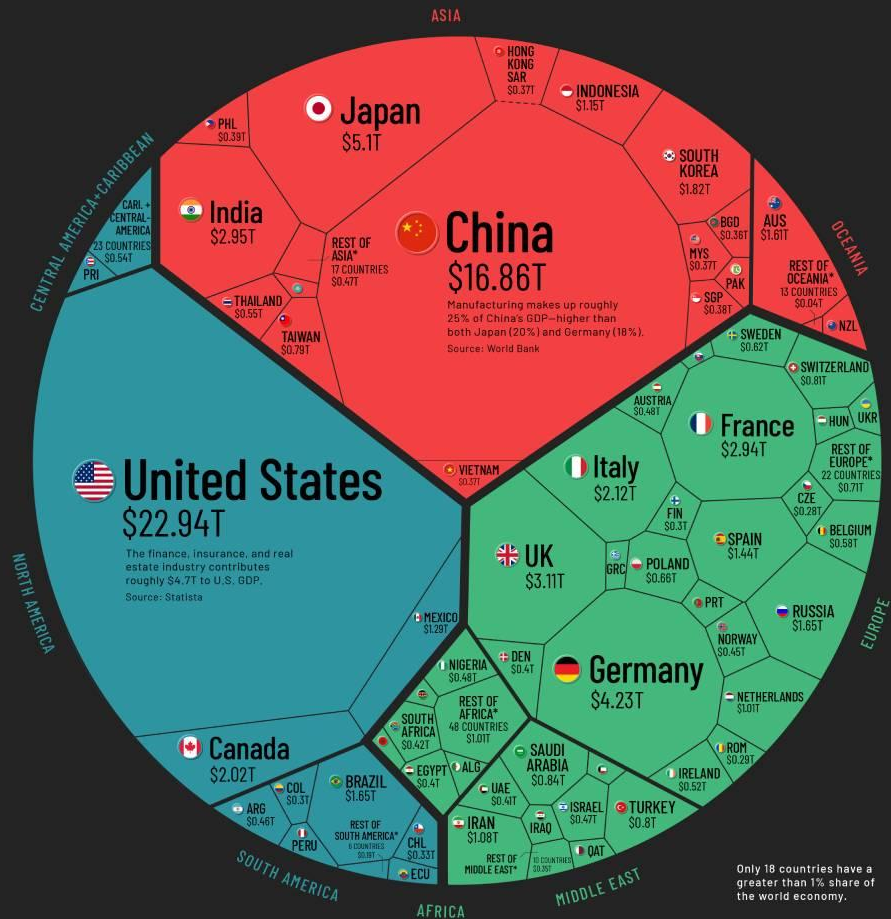 ASIA
HONG
KONG
SAR
$0.37T
INDONESIA
$1.15T
Japan
$5.1T
PHL
$0.39T
SOUTH
KOREA
$1.82T
India
$2.95T
China
$16.86T
Manufacturing makes up roughly
25% of China's GDP—higher than
both Japan (20%) and Germany (18%).
Source: World Bank
REST OF
ASIA*
17 COUNTRIES
$0.47T
BGD
$0.36T
MYS
$0.37T
PAK
SGP
$0.38T
THAILAND
$0.55T
TAIWAN
$0.79T
VIETNAM
$0.37T
OCEANIA
AUS
$1.61T
REST OF
OCEANIA*
13 COUNTRIES
$0.04T
NZL
CENTRAL AMERICA+CARIBBEAN
CARI. +
CENTRAL-
AMERICA
23 COUNTRIES
$0.54T
PRI
NORTH AMERICA
United States
$22.94T
The finance, insurance, and real
estate industry contributes
roughly $4.7T to U.S. GDP.
Source: Statista
MEXICO
$1.29T
Canada
$2.02T
EUROPE
SWEDEN
$0.62T
SWITZERLAND
$0.81T
AUSTRIA
$0.48T
France
$2.94T
HUN
UKR
REST OF
EUROPE*
22 COUNTRIES
$0.71T
Italy
$2.12T
CZE
$0.28T
FIN
$0.3T
BELGIUM
$0.58T
SPAIN
$1.44T
UK
$3.11T
GRC
POLAND
$0.66T
PRT
RUSSIA
$1.65T
NORWAY
$0.45T
DEN
$0.4T
Germany
$4.23T
NETHERLANDS
$1.01T
ROM
$0.29T
IRELAND
$0.52T
NIGERIA
$0.48T
REST OF
AFRICA*
48 COUNTRIES
$1.01T
SOUTH
AFRICA
$0.42T
EGYPT
$0.4T
ALG
AFRICA
SAUDI
ARABIA
$0.84T
UAE
$0.41T
ISRAEL
$0.47T
TURKEY
$0.8T
IRAN
$1.08T
IRAQ
QAT
REST OF
MIDDLE EAST*
10 COUNTRIES
$0.35T
MIDDLE EAST
BRAZIL
$1.65T
COL
$0.3T
ARG
$0.46T
PERU
REST OF
SOUTH AMERICA*
6 COUNTRIES
$0.19T
CHL
$0.33T
ECU
SOUTH AMERICA
Only 18 countries have a
greater than 1% share of
the world economy.